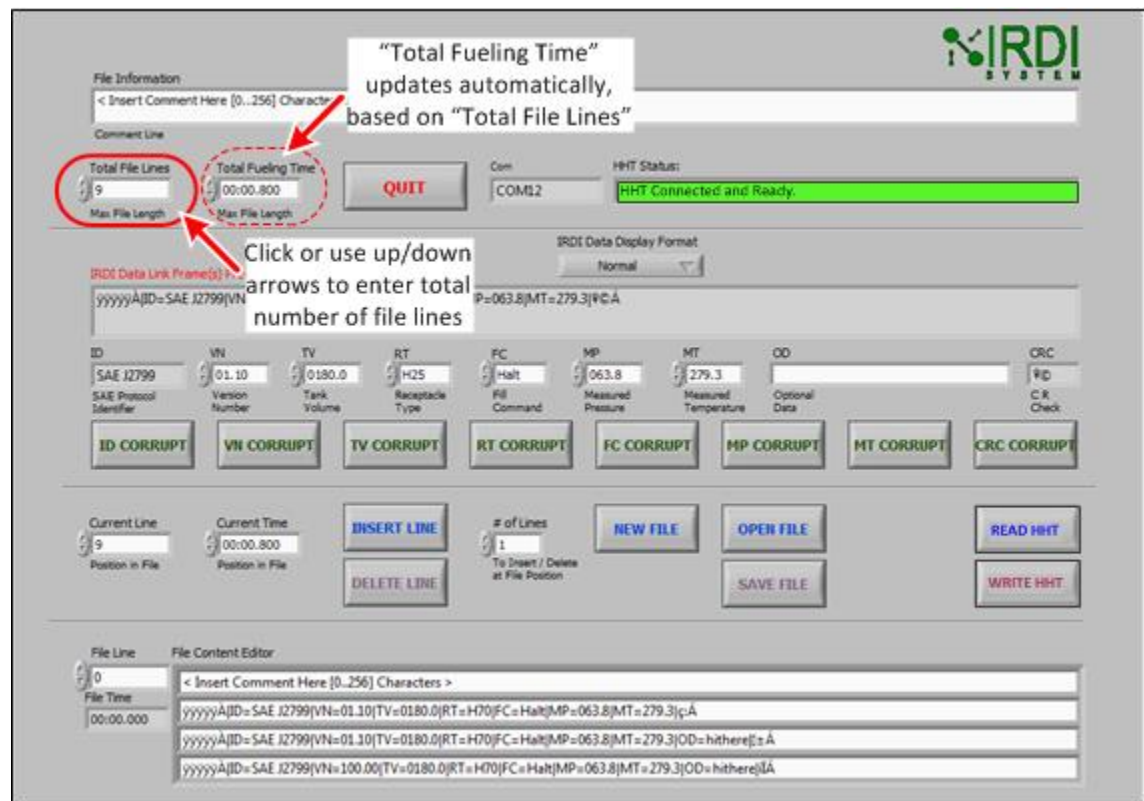 IRDI
SYSTEM
"Total Fueling Time"
updates automatically,
based on "Total File Lines"
File Information
< Insert Comment Here [0..256] Characte
Comment Line
Total File Lines
Total Fueling Time
9
00:00.800
Max File Length
Max File Length
QUIT
Com
COM12
HHT Status:
HHT Connected and Ready.
Click or use up/down
arrows to enter total
number of file lines
IRDI Data Display Format
Normal
IRDI Data Link Frame(s)
ÿÿÿÿÿÀ|ID=SAE J2799|VN P=063.8|MT=279.3|
ID VN TV RT FC MP MT OD CRC
SAE J2799 01.10 0180.0 H25 Halt 063.8 279.3
SAE Protocol Identifier
Version Number
Tank Volume
Receptacle Type
Fill Command
Measured Pressure
Measured Temperature
Optional Data
C R Check
ID CORRUPT VN CORRUPT TV CORRUPT RT CORRUPT FC CORRUPT MP CORRUPT MT CORRUPT CRC CORRUPT
Current Line
9
Position in File
Current Time
00:00.800
Position in File
INSERT LINE
DELETE LINE
# of Lines
1
To Insert / Delete
at File Position
NEW FILE
OPEN FILE
SAVE FILE
READ HHT
WRITE HHT
File Line
0
File Time
00:00.000
File Content Editor
< Insert Comment Here [0..256] Characters >
ÿÿÿÿÿÀ|ID=SAE J2799|VN=01.10|TV=0180.0|RT=H70|FC=Halt|MP=063.8|MT=279.3|ç:Á
ÿÿÿÿÿÀ|ID=SAE J2799|VN=01.10|TV=0180.0|RT=H70|FC=Halt|MP=063.8|MT=279.3|OD=hithere|
ÿÿÿÿÿÀ|ID=SAE J2799|VN=100.00|TV=0180.0|RT=H70|FC=Halt|MP=063.8|MT=279.3|OD=hithere|